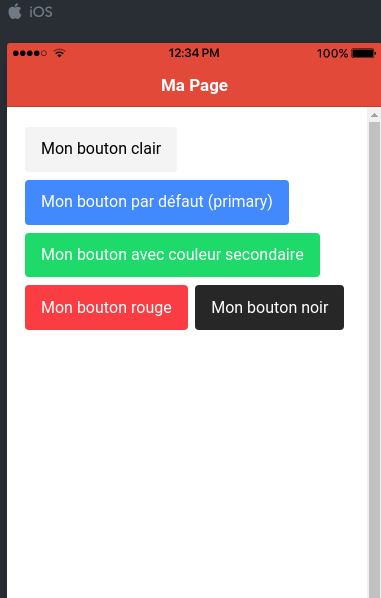 iOS
12:34 PM 100%
Ma Page
Mon bouton clair
Mon bouton par défaut (primary)
Mon bouton avec couleur secondaire
Mon bouton rouge Mon bouton noir